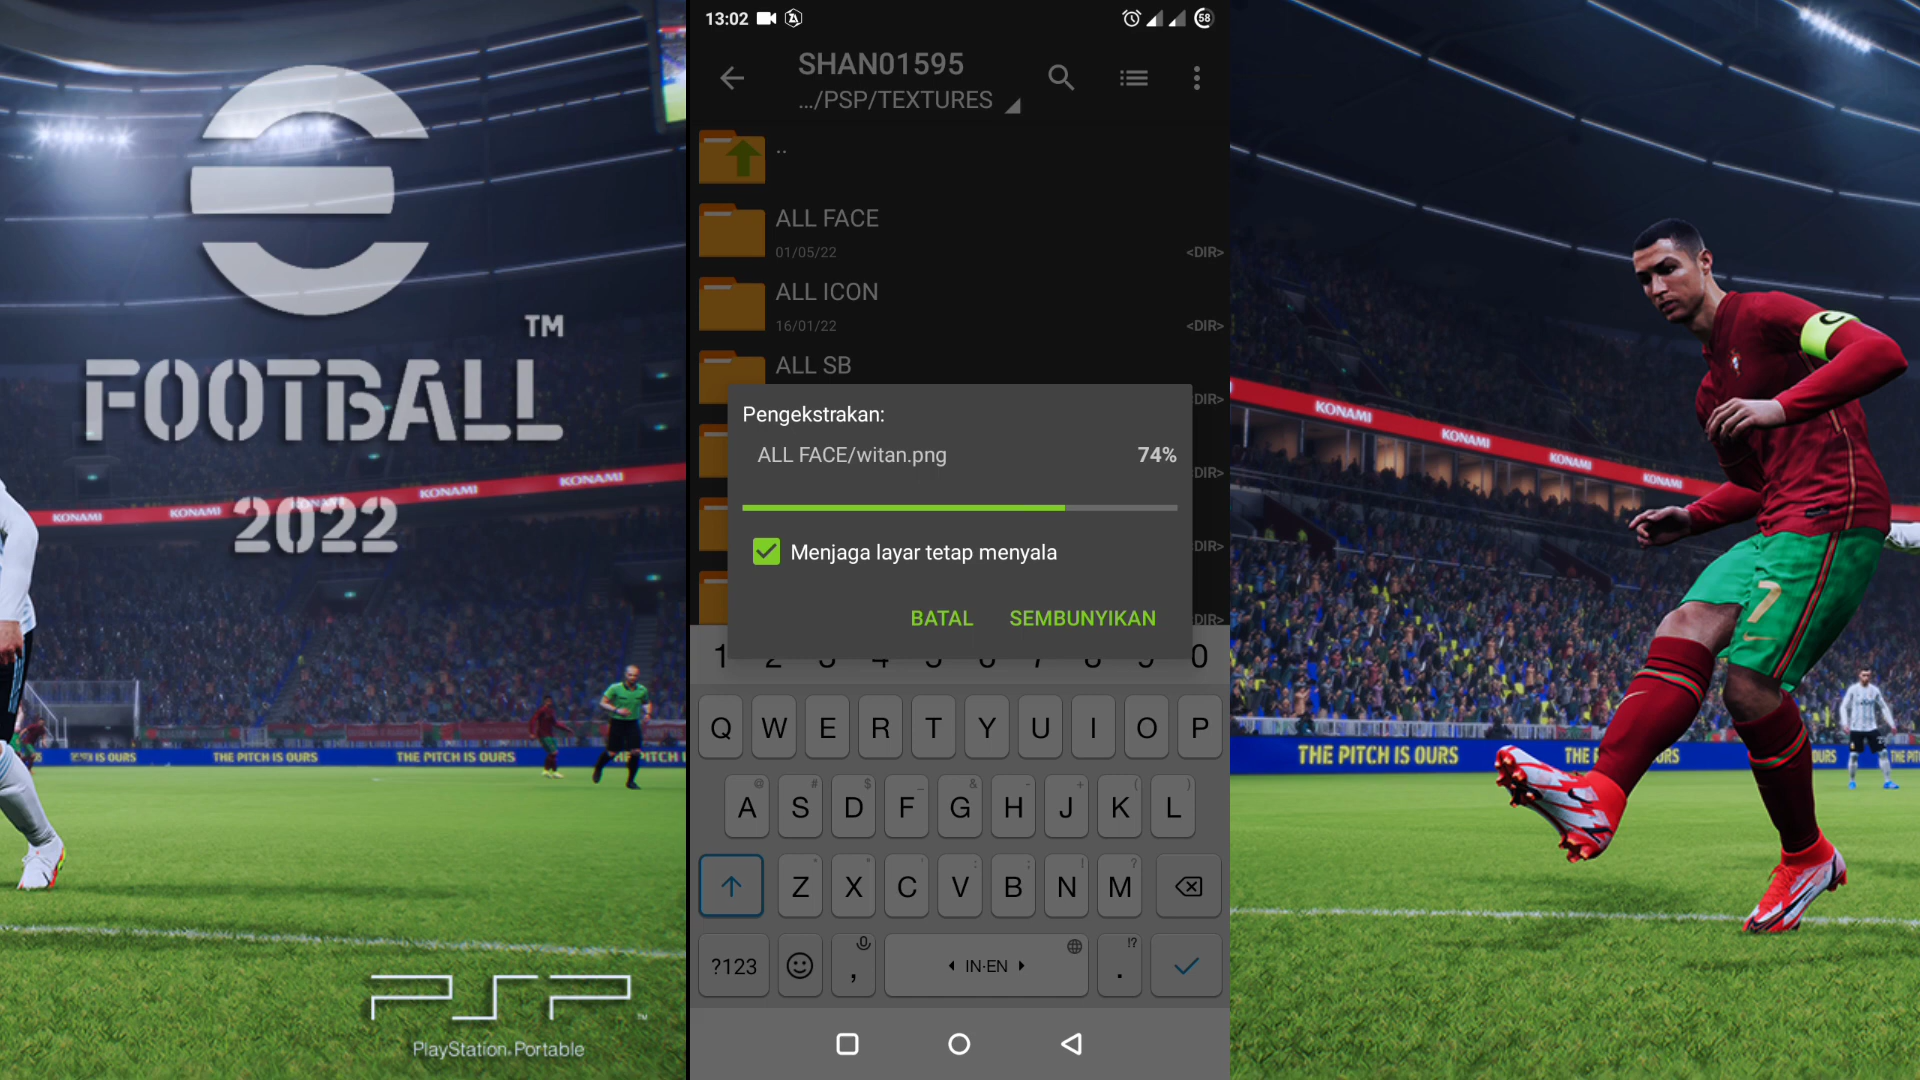 TM
FOOTBALL
2022
KONAMI
KONAMI
KONAMI
KONAMI
THE PITCH IS OURS
THE PITCH IS OURS
PSP
PlayStation Portable
13:02
58
SHAN01595
.../PSP/TEXTURES
..
ALL FACE
01/05/22
<DIR>
ALL ICON
16/01/22
<DIR>
ALL SB
Pengekstrakan:
ALL FACE/witan.png
74%
Menjaga layar tetap menyala
BATAL
SEMBUNYIKAN
Q W E R T Y U I O P
A S D F G H J K L
Z X C V B N M
?123
, IN-EN .
KONAMI
KONAMI
KONAMI
KONAMI
THE PITCH IS OURS
C
7